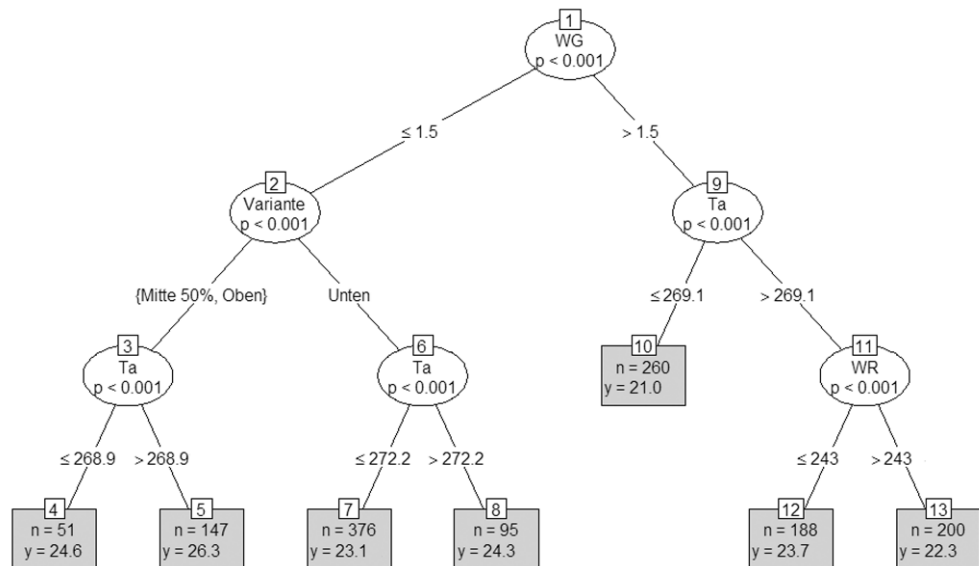 1
WG
p < 0.001
≤ 1.5
> 1.5
2
Variante
p < 0.001
9
Ta
p < 0.001
{Mitte 50%, Oben}
Unten
≤269.1
> 269.1
3
Ta
p < 0.001
6
Ta
p < 0.001
10
n = 260
y = 21.0
11
WR
p < 0.001
≤ 268.9
> 268.9
≤ 272.2
> 272.2
≤ 243
> 243
4
n = 51
y = 24.6
5
n = 147
y = 26.3
7
n = 376
y = 23.1
8
n = 95
y = 24.3
12
n = 188
y = 23.7
13
n = 200
y = 22.3